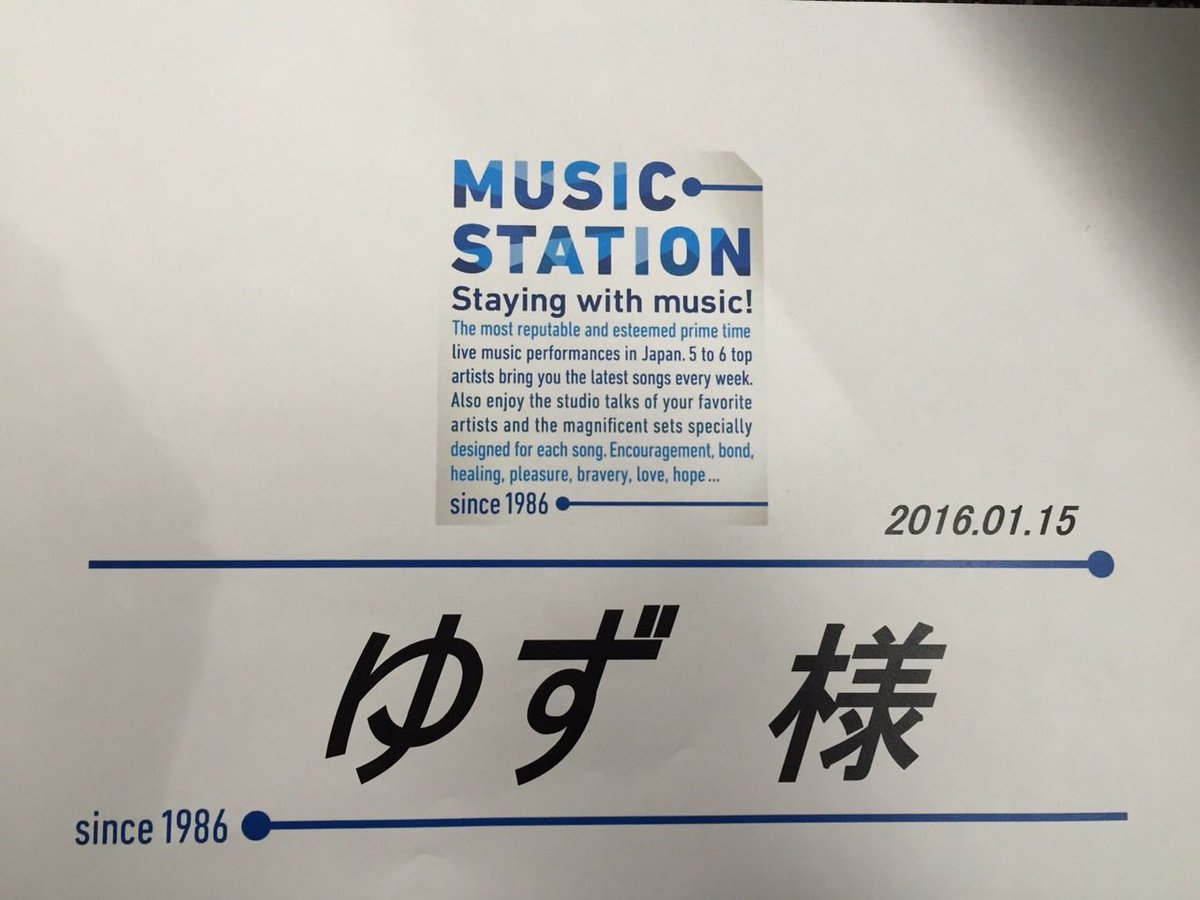 MUSIC
STATION
Staying with music!
The most reputable and esteemed prime time
live music performances in Japan. 5 to 6 top
artists bring you the latest songs every week.
Also enjoy the studio talks of your favorite
artists and the magnificent sets specially
designed for each song. Encouragement, bond,
healing, pleasure, bravery, love, hope...
since 1986
2016.01.15
ゆず 様
since 1986